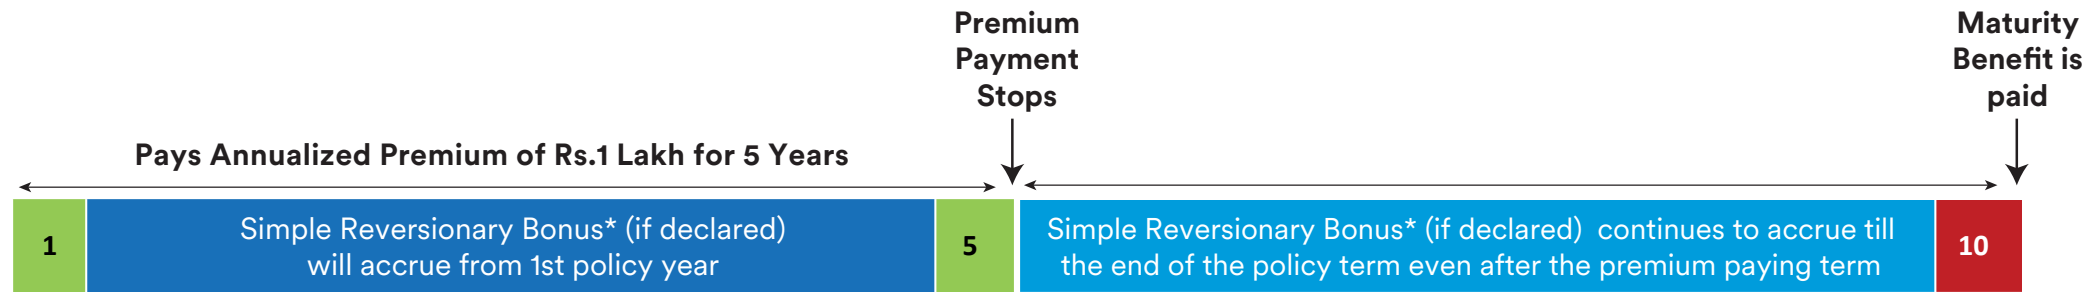 Premium
Payment
Stops
Maturity
Benefit is
paid
Pays Annualized Premium of Rs.1 Lakh for 5 Years
1
Simple Reversionary Bonus* (if declared)
will accrue from 1st policy year
5
Simple Reversionary Bonus* (if declared)  continues to accrue till
the end of the policy term even after the premium paying term
10